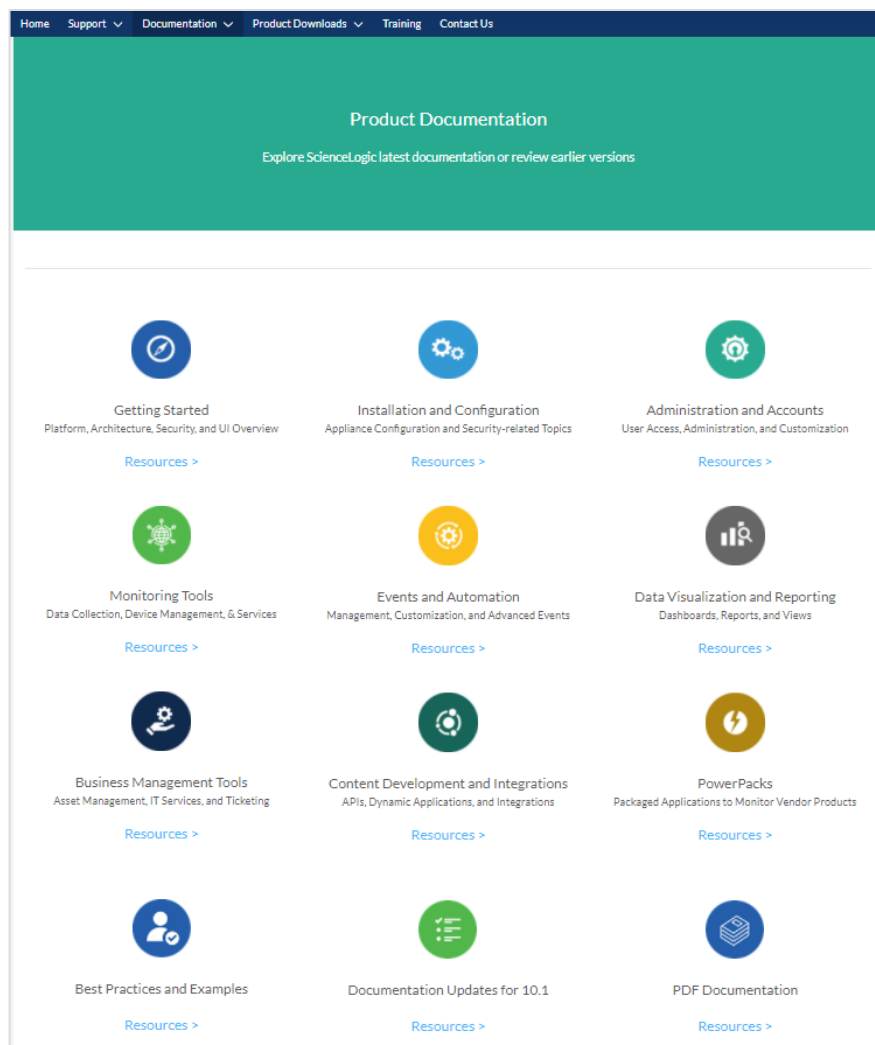 Home Support Documentation Product Downloads Training Contact Us
Product Documentation
Explore ScienceLogic latest documentation or review earlier versions
Getting Started
Platform, Architecture, Security, and UI Overview
Resources >
Installation and Configuration
Appliance Configuration and Security-related Topics
Resources >
Administration and Accounts
User Access, Administration, and Customization
Resources >
Monitoring Tools
Data Collection, Device Management, & Services
Resources >
Events and Automation
Management, Customization, and Advanced Events
Resources >
Data Visualization and Reporting
Dashboards, Reports, and Views
Resources >
Business Management Tools
Asset Management, IT Services, and Ticketing
Resources >
Content Development and Integrations
APIs, Dynamic Applications, and Integrations
Resources >
PowerPacks
Packaged Applications to Monitor Vendor Products
Resources >
Best Practices and Examples
Resources >
Documentation Updates for 10.1
Resources >
PDF Documentation
Resources >